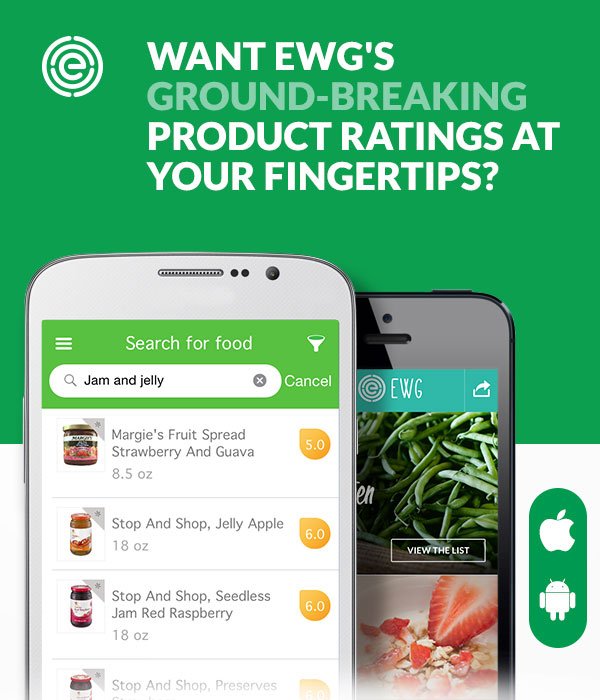 WANT EWG'S
GROUND-BREAKING
PRODUCT RATINGS AT
YOUR FINGERTIPS?
Search for food
Jam and jelly
Cancel
Margie's Fruit Spread
Strawberry And Guava
8.5 oz
5.0
Stop And Shop, Jelly Apple
18 oz
6.0
Stop And Shop, Seedless
Jam Red Raspberry
18 oz
6.0
Stop And Shop, Preserves
EWG
VIEW THE LIST